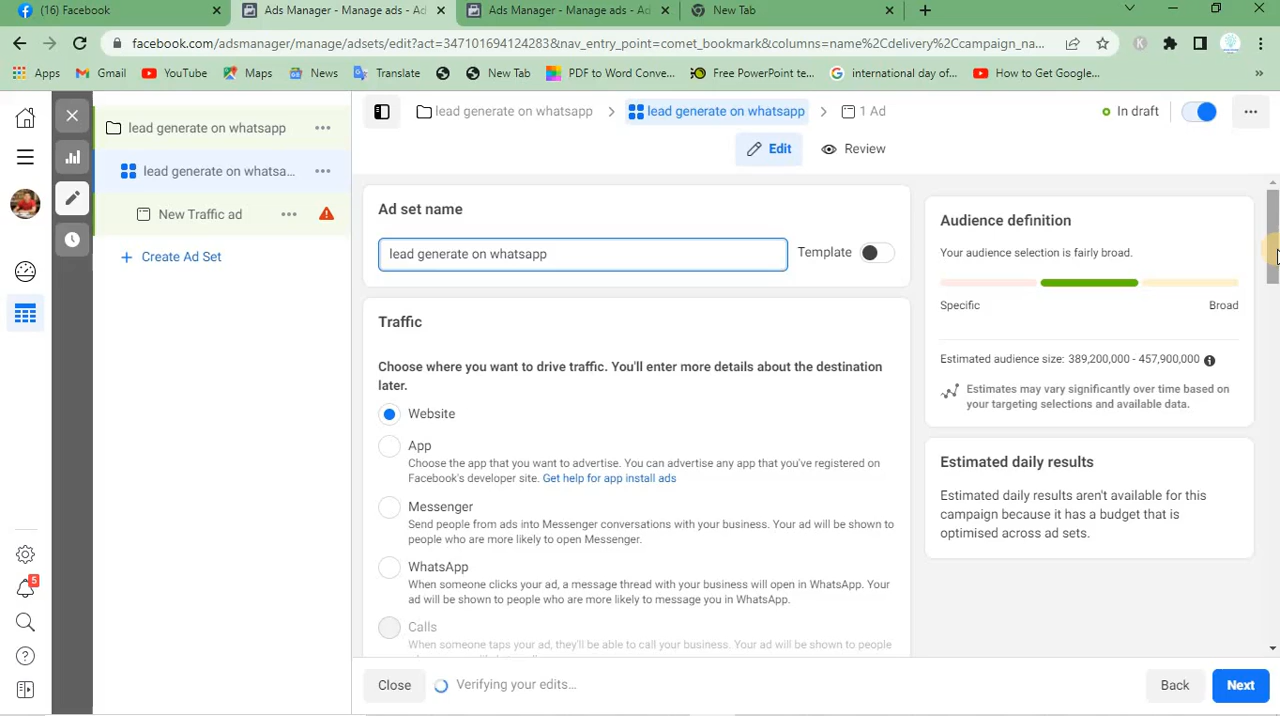 (16) Facebook
Ads Manager - Manage ads -
Ads Manager - Manage ads - Ad
New Tab
facebook.com/adsmanager/manage/adsets/edit?act=347101694124283&nav_entry_point=comet_bookmark&columns=name%2Cdelivery%2Ccampaign_na...
Apps
Gmail
YouTube
Maps
News
Translate
New Tab
PDF to Word Conve...
Free PowerPoint te...
international day of...
How to Get Google...
»
lead generate on whatsapp
lead generate on whatsapp
1 Ad
In draft
lead generate on whatsapp
lead generate on whatsa...
New Traffic ad
Create Ad Set
Edit
Review
Ad set name
lead generate on whatsapp
Template
Traffic
Choose where you want to drive traffic. You'll enter more details about the destination
later.
Website
App
Choose the app that you want to advertise. You can advertise any app that you've registered on
Facebook's developer site. Get help for app install ads
Messenger
Send people from ads into Messenger conversations with your business. Your ad will be shown to
people who are more likely to open Messenger.
WhatsApp
When someone clicks your ad, a message thread with your business will open in WhatsApp. Your
ad will be shown to people who are more likely to message you in WhatsApp.
Calls
When someone taps your ad, they'll be able to call your business. Your ad will be shown to people
Audience definition
Your audience selection is fairly broad.
Specific
Broad
Estimated audience size: 389,200,000 - 457,900,000
Estimates may vary significantly over time based on
your targeting selections and available data.
Estimated daily results
Estimated daily results aren't available for this
campaign because it has a budget that is
optimised across ad sets.
5
Close
Verifying your edits...
Back
Next